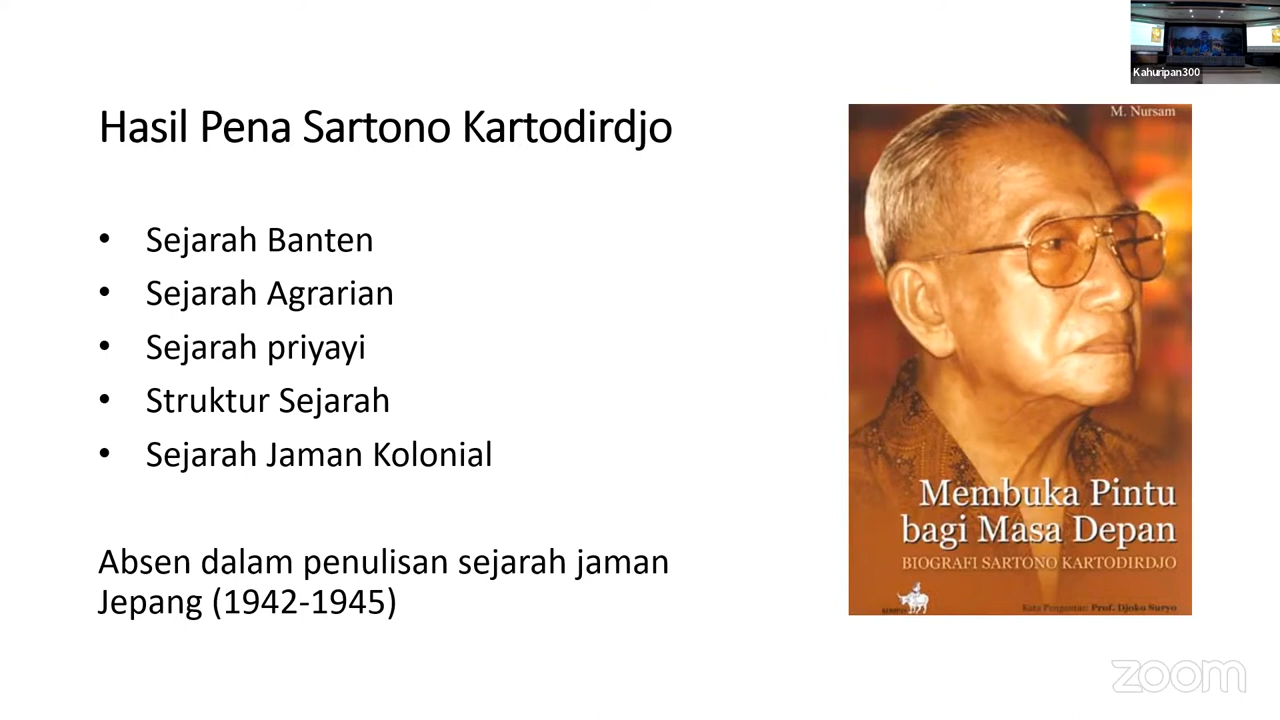 Kahuripan300
Hasil Pena Sartono Kartodirdjo
• Sejarah Banten
• Sejarah Agrarian
• Sejarah priyayi
• Struktur Sejarah
• Sejarah Jaman Kolonial
Absen dalam penulisan sejarah jaman
Jepang (1942-1945)
M. Nursam
Membuka Pintu
bagi Masa Depan
BIOGRAFI SARTONO KARTODIRDJO
Kata Pengantar: Prof. Djoko Suryo
zoom